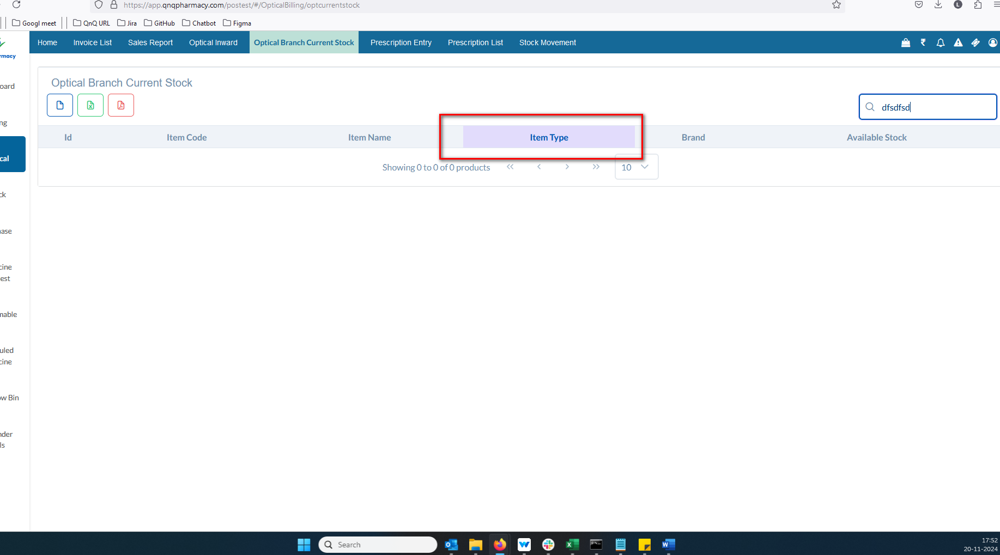 https://app.qnqpharmacy.com/postest/#/OpticalBilling/optcurrentstock
L
Googl meet QnQ URL Jira GitHub Chatbot Figma
Home Invoice List Sales Report Optical Inward Optical Branch Current Stock Prescription Entry Prescription List Stock Movement
rmacy
oard
ng
cal
ck
ase
cine
est
mable
uled
cine
ow Bin
nder
ls
Optical Branch Current Stock
dfsdfsd
Id Item Code Item Name Item Type Brand Available Stock
Showing 0 to 0 of 0 products 10
Search
17:52
20-11-2024